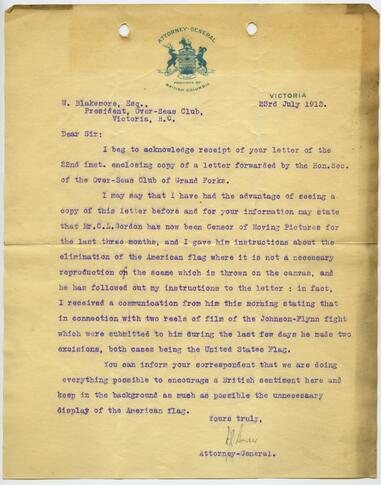 ATTORNEY-GENERAL
PROVINCE OF
BRITISH COLUMBIA
VICTORIA
23rd July 1913.
W. Blakemore, Esq.,
President, Over-Seas Club,
Victoria, B.C.
Dear Sir:
I beg to acknowledge receipt of your letter of the
22nd inst. enclosing copy of a letter forwarded by the Hon.Sec.
of the Over-Seas Club of Grand Forks.
I may say that I have had the advantage of seeing a
copy of this letter before and for your information may state
that Mr.C.L.Gordon has now been Censor of Moving Pictures for
the last three months, and I gave him instructions about the
elimination of the American flag where it is not a necessary
reproduction of the scene which is thrown on the canvas, and
he has followed out my instructions to the letter : in fact,
I received a communication from him this morning stating that
in connection with two reels of film of the Johnson-Flynn fight
which were submitted to him during the last few days he made two
excisions, both cases being the United States Flag.
You can inform your correspondent that we are doing
everything possible to encourage a British sentiment here and
keep in the background as much as possible the unnecessary
display of the American flag.
Yours truly,
Attorney-General.